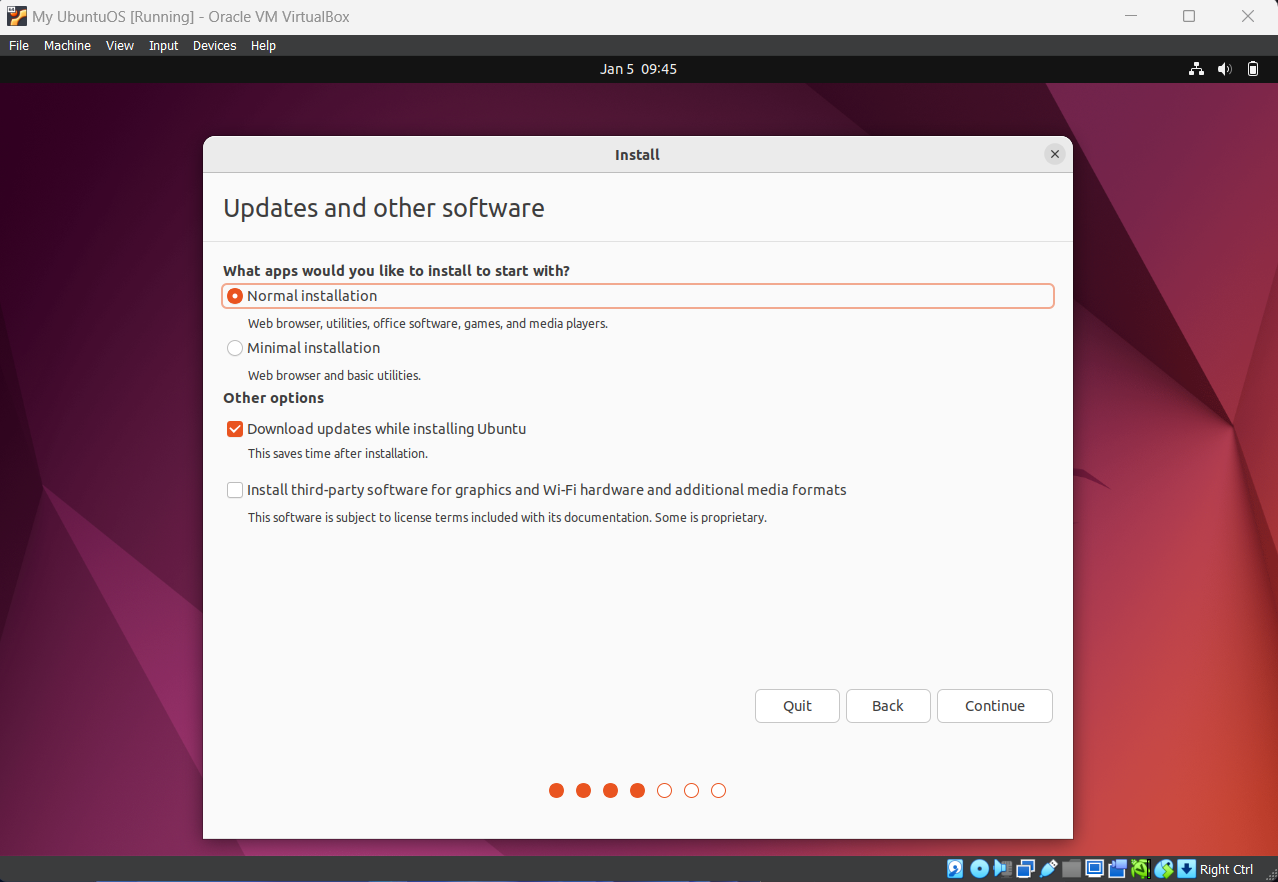 My UbuntuOS [Running] - Oracle VM VirtualBox
File Machine View Input Devices Help
Jan 5 09:45
Install
Updates and other software
What apps would you like to install to start with?
Normal installation
Web browser, utilities, office software, games, and media players.
Minimal installation
Web browser and basic utilities.
Other options
Download updates while installing Ubuntu
This saves time after installation.
Install third-party software for graphics and Wi-Fi hardware and additional media formats
This software is subject to license terms included with its documentation. Some is proprietary.
Quit Back Continue
Right Ctrl